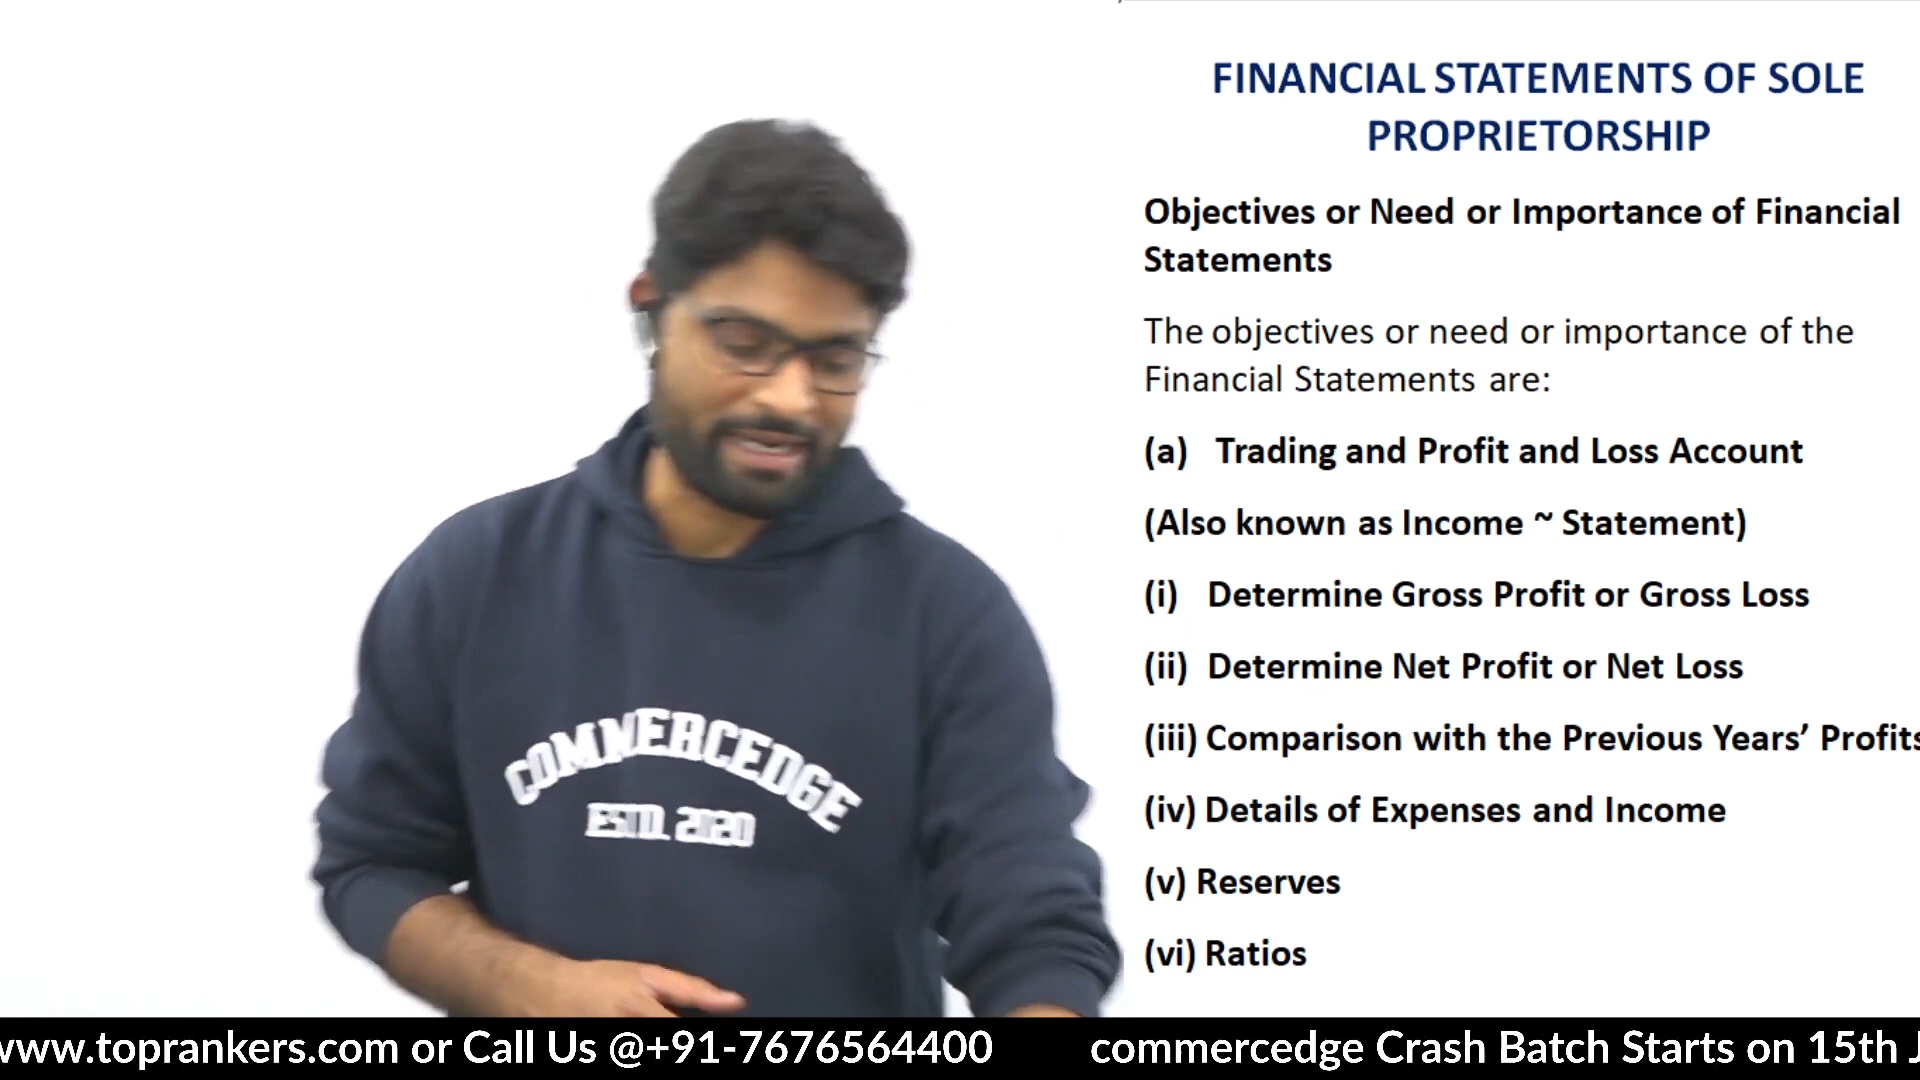 FINANCIAL STATEMENTS OF SOLE
PROPRIETORSHIP
Objectives or Need or Importance of Financial
Statements
The objectives or need or importance of the
Financial Statements are:
(a) Trading and Profit and Loss Account
(Also known as Income ~ Statement)
(i) Determine Gross Profit or Gross Loss
(ii) Determine Net Profit or Net Loss
(iii) Comparison with the Previous Years’ Profits
(iv) Details of Expenses and Income
(v) Reserves
(vi) Ratios
COMMERCEDGE
ESTD. 2020
www.toprankers.com or Call Us @+91-7676564400 commercedge Crash Batch Starts on 15th J